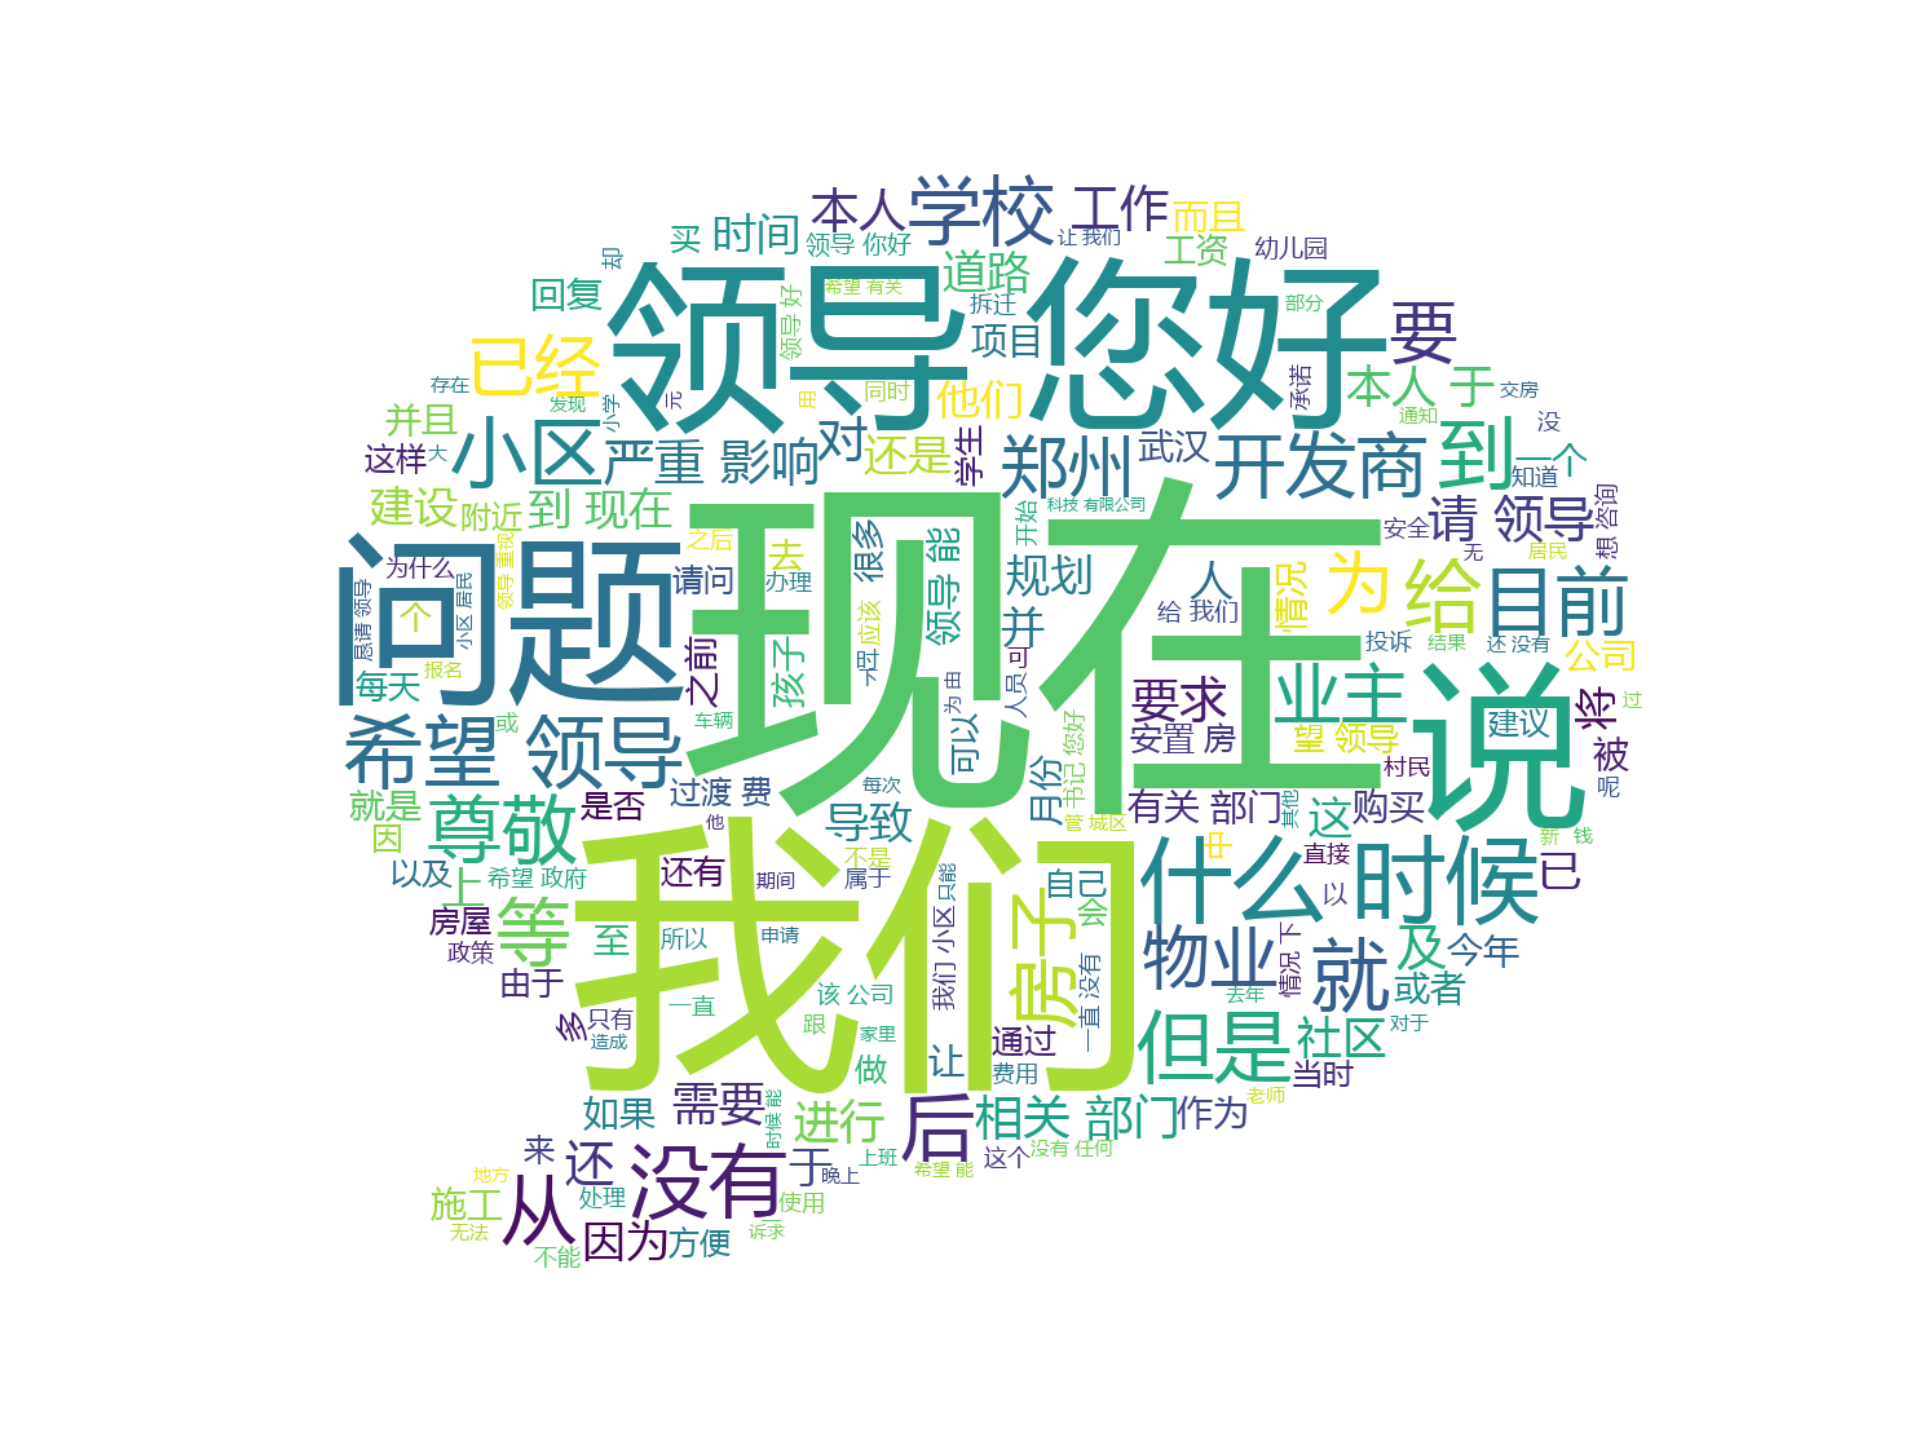 本人
学校
工作
而且
买
时间
领导 你好
让 我们
工资
幼儿园
却
道路
回复
领导 您好
希望 有关
领导 好
拆迁
部分
项目
要
已经
存在
发现
小学
元
用
同时
他们
承诺
本人 于
交房
通知
没
并且
这样
大
小区
严重 影响
对
还是
学生
郑州
武汉
开发商
到
一个
知道
建设
附近
到 现在
科技 有限公司
开始
安全
请 领导
想 咨询
无
居民
为什么
领导 重视
之后
去
很多
领导 能
规划
现在
问题
请问
办理
人
情况
为
给
目前
恳请 领导
个
小区 居民
应该
并
给 我们
投诉
结果
还 没有
公司
报名
每天
之前
孩子
不过
可
为 由
人员
要求
业主
说
将
过
建议
或
车辆
希望 领导
可以
书记 您好
安置 房
望 领导
被
村民
呢
就是
尊敬
是否
过渡 费
每次
月份
有关 部门
其他
这
购买
因
他
导致
管 城区
中
新
钱
以及
上
希望 政府
还有
期间
不是
属于
只能
自己
什么
直接
时候
已
以
我们
房子
会
房屋
等
至
所以
申请
我们 小区
一直 没有
物业
情况 下
就
及
今年
政策
由于
一直
该 公司
去年
或者
多
只有
造成
跟
家里
让
通过
但是
社区
对于
做
费用
当时
老师
如果
需要
时候 能
进行
后
相关 部门
作为
来
还
没有
于
晚上
上班
希望 能
这个
没有 任何
地方
施工
从
处理
使用
无法
因为
方便
诉求
不能